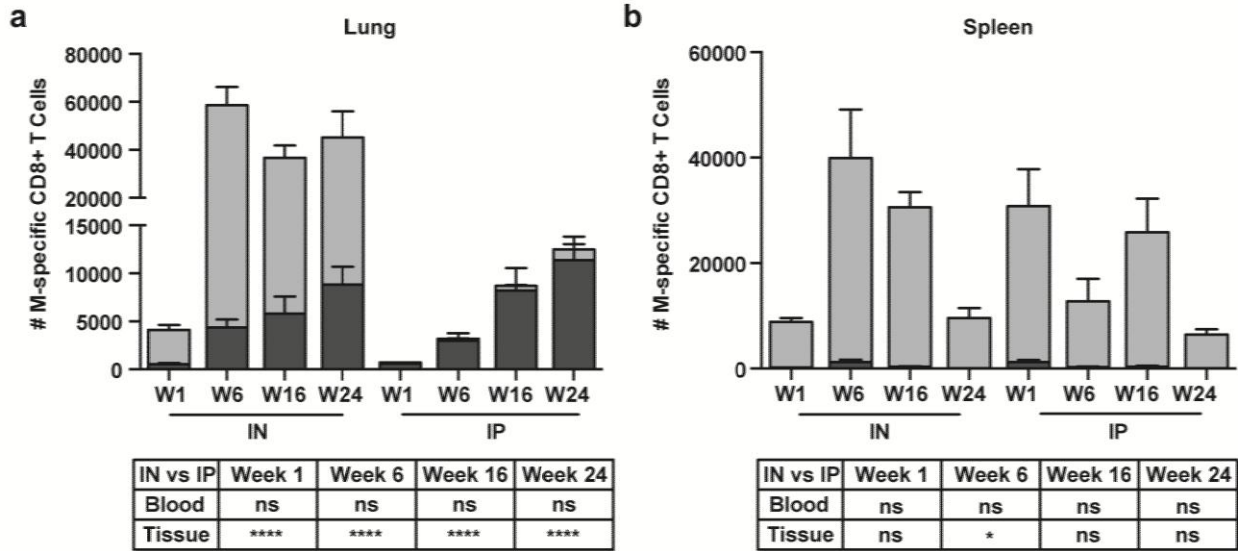 a
Lung
# M-specific CD8+ T Cells
80000
60000
40000
20000
15000
10000
5000
0
W1 W6 W16 W24 W1 W6 W16 W24
IN IP
IN vs IP Week 1 Week 6 Week 16 Week 24
Blood ns ns ns ns
Tissue **** **** **** ****
b
Spleen
# M-specific CD8+ T Cells
60000
40000
20000
0
W1 W6 W16 W24 W1 W6 W16 W24
IN IP
IN vs IP Week 1 Week 6 Week 16 Week 24
Blood ns ns ns ns
Tissue ns * ns ns